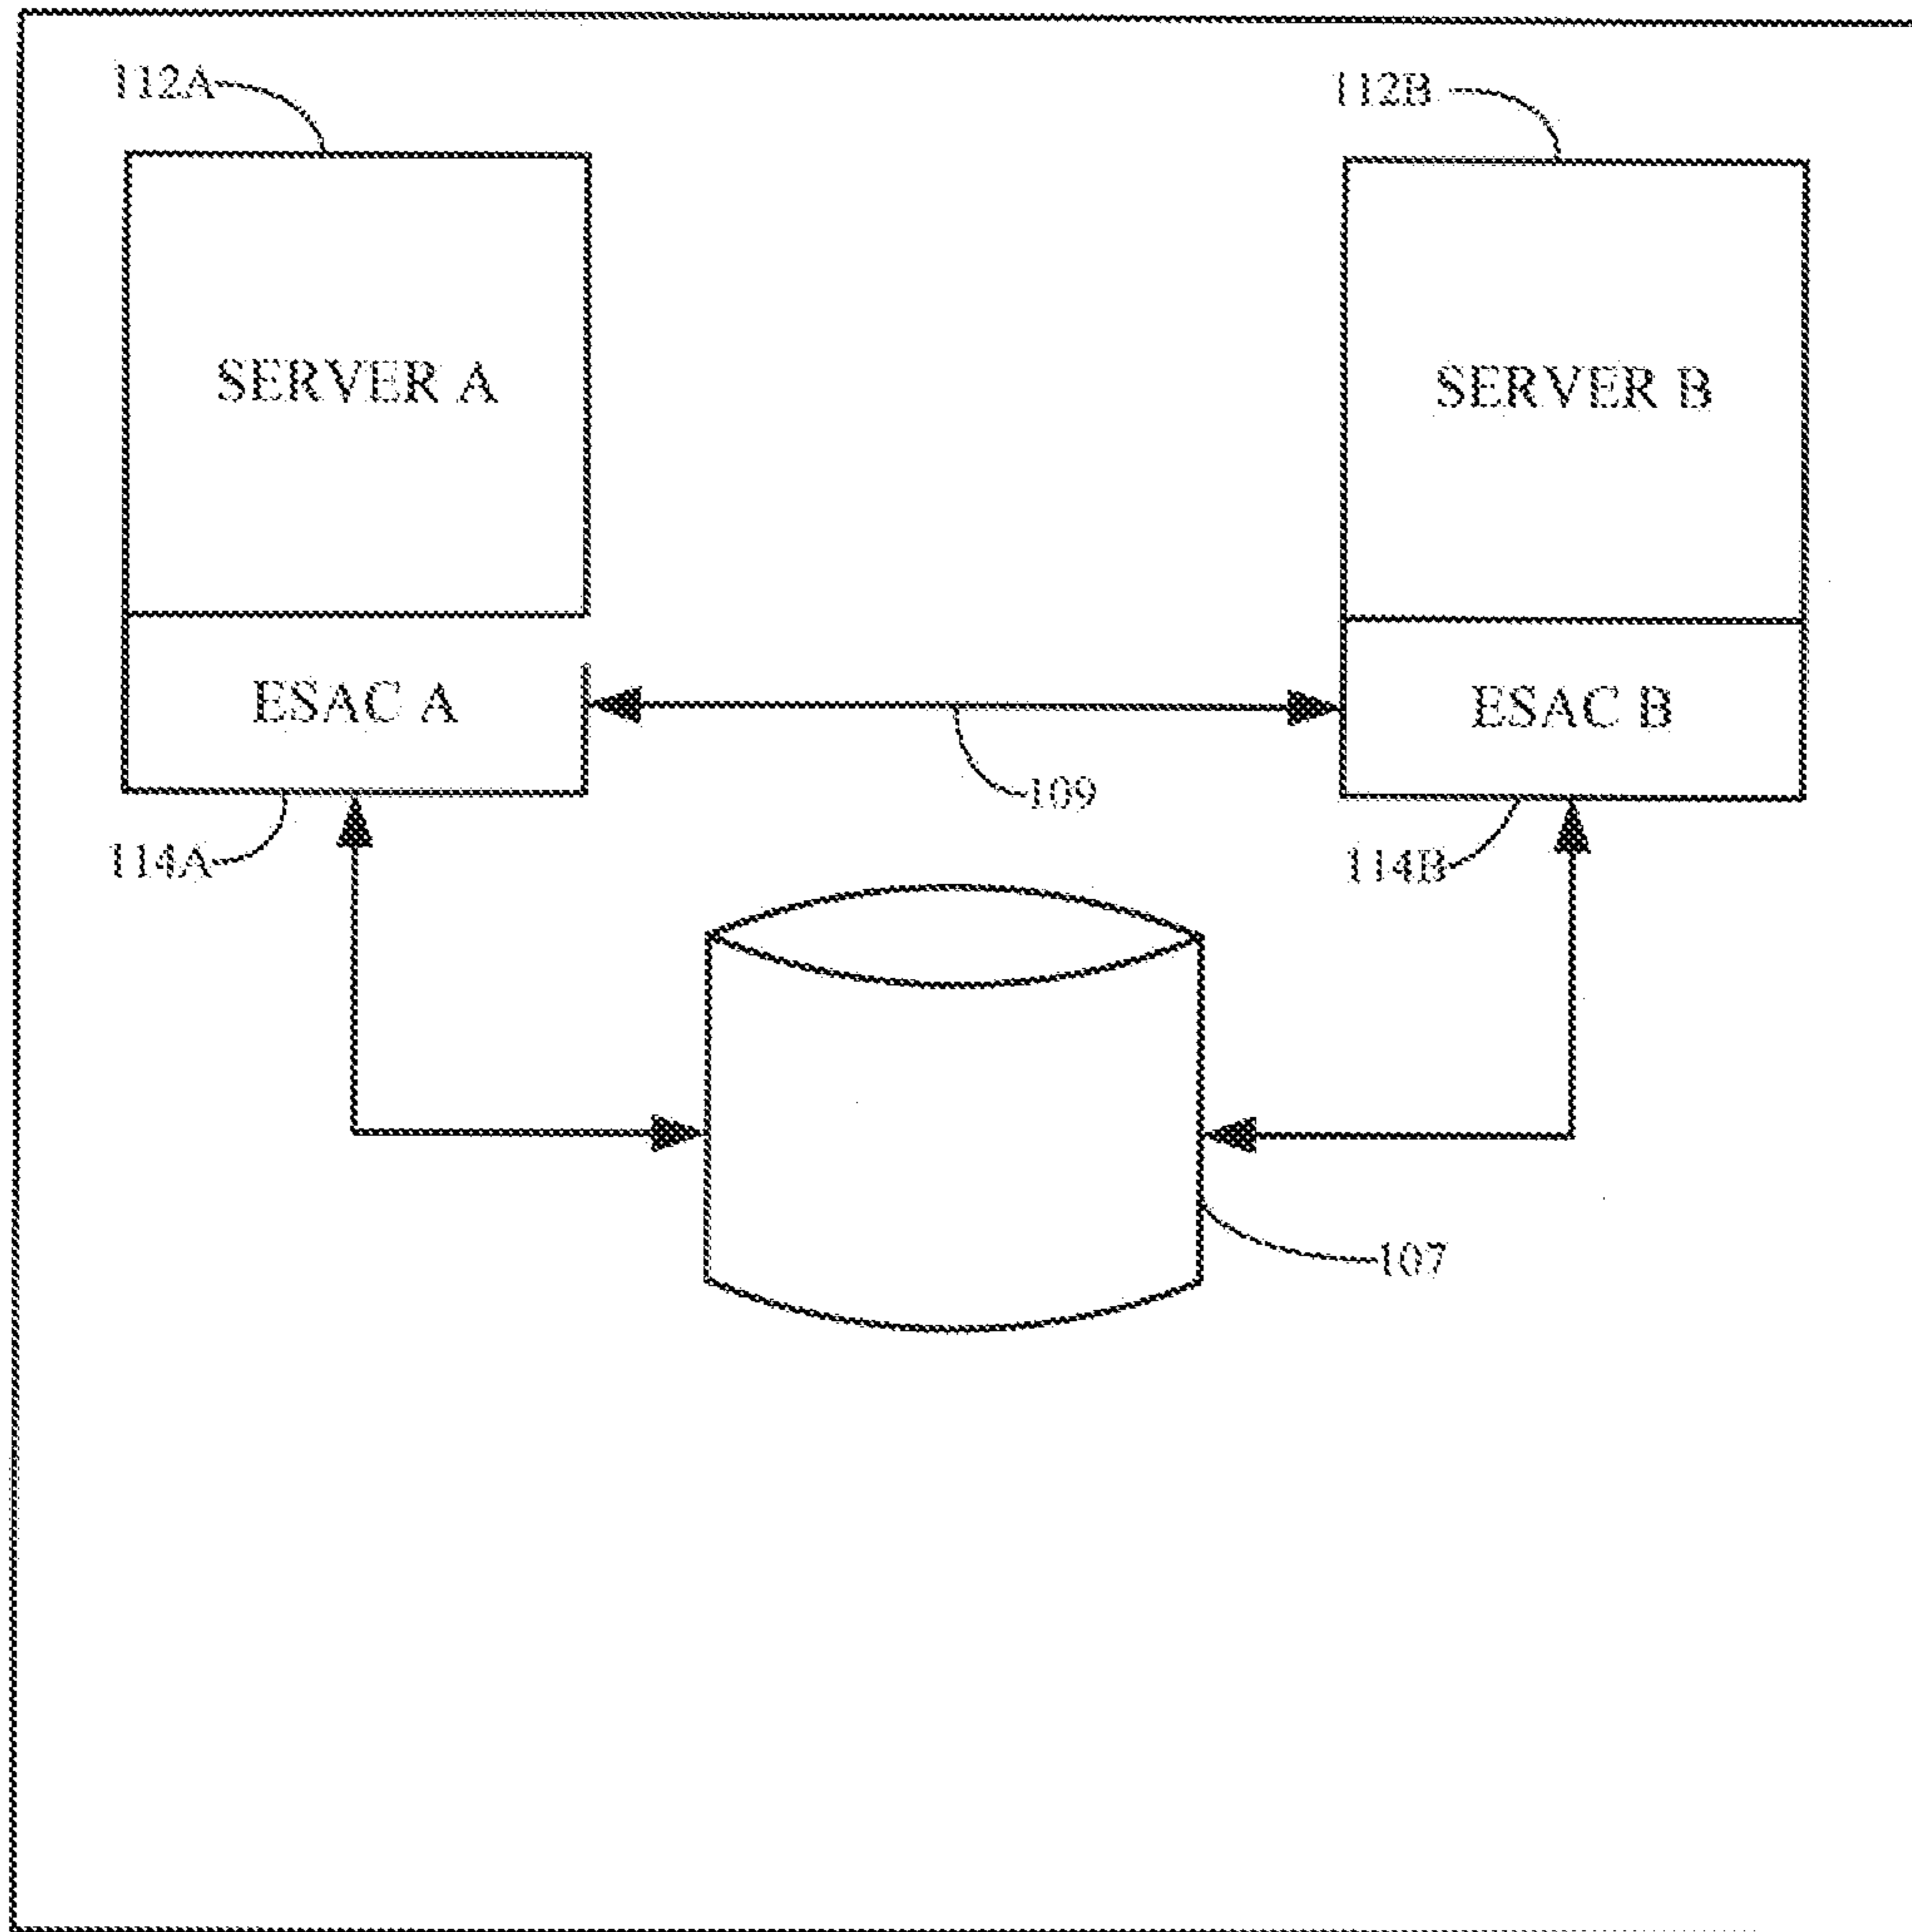 112A
112B
SERVER A
SERVER B
ESAC A
ESAC B
109
114A
114B
107